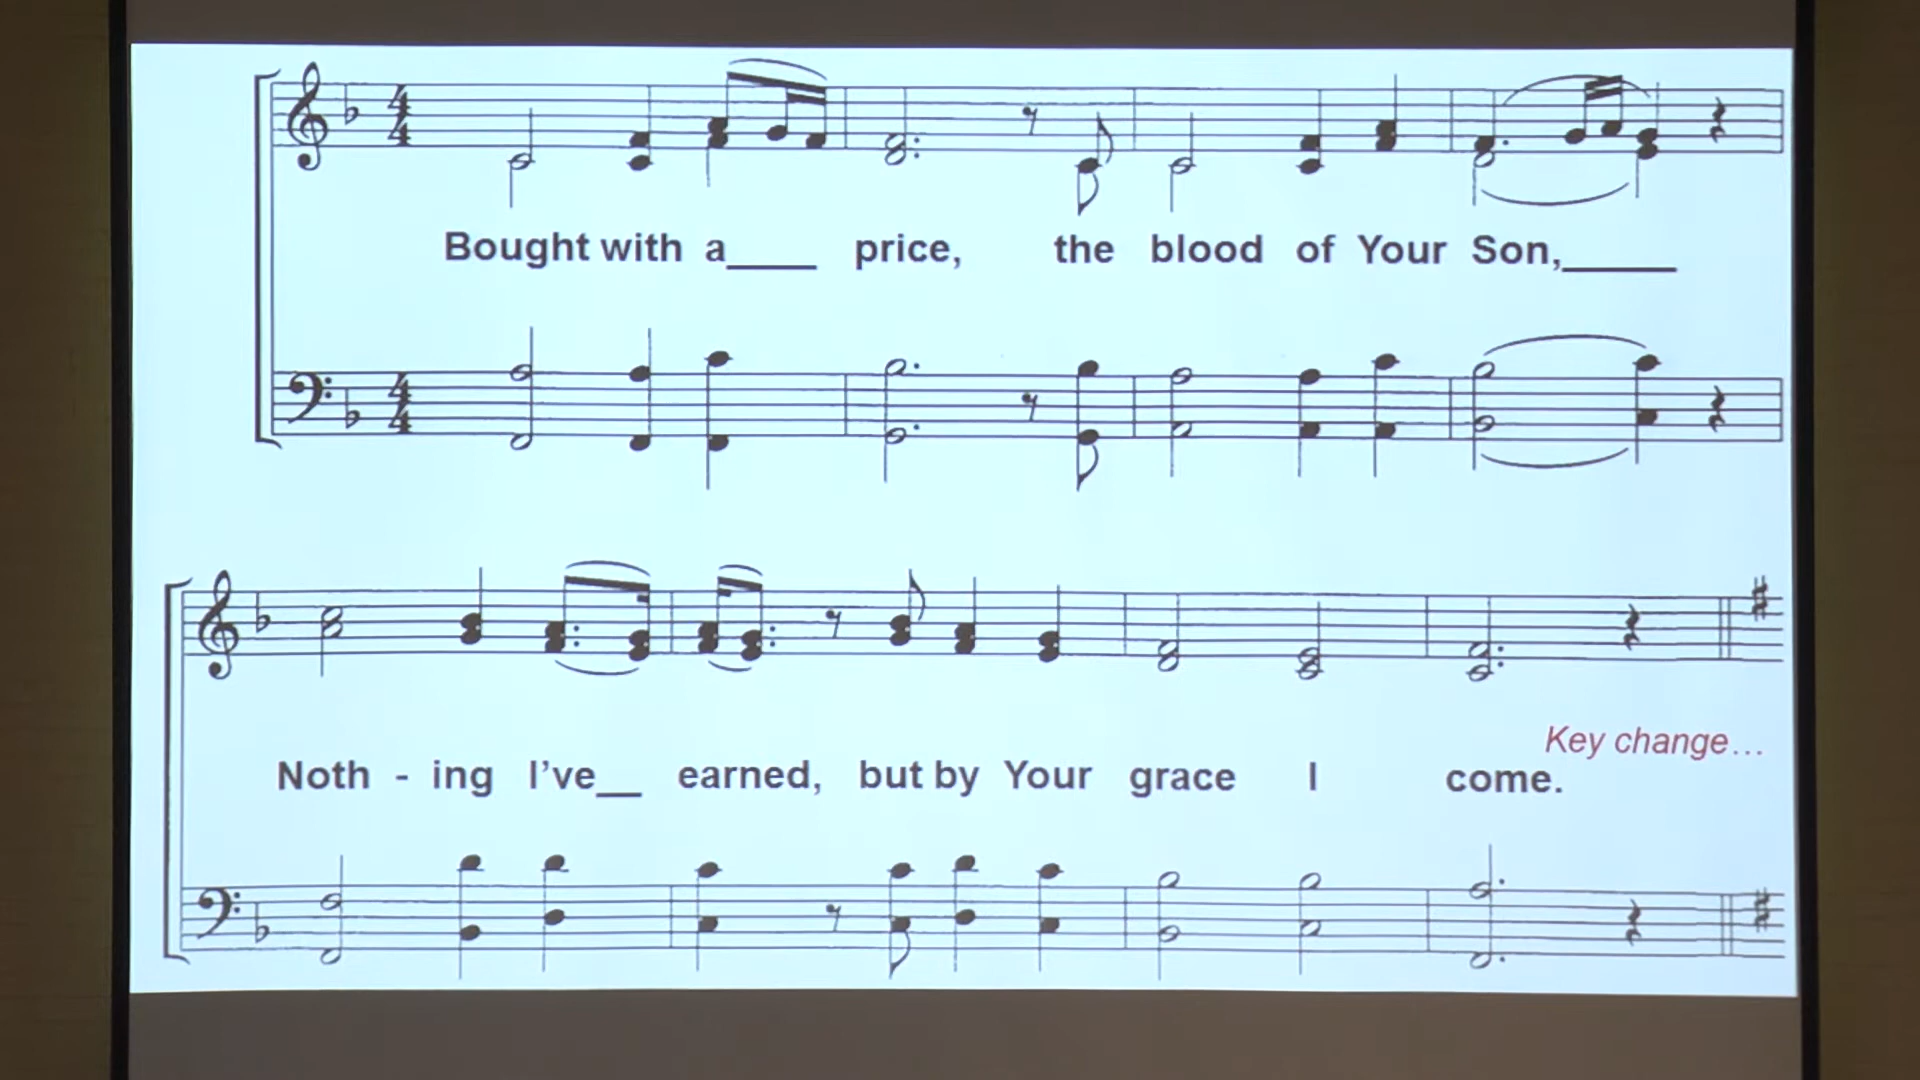 Bought with a____ price, the blood of Your Son,_____
Key change...
Noth - ing I've__ earned, but by Your grace I come.